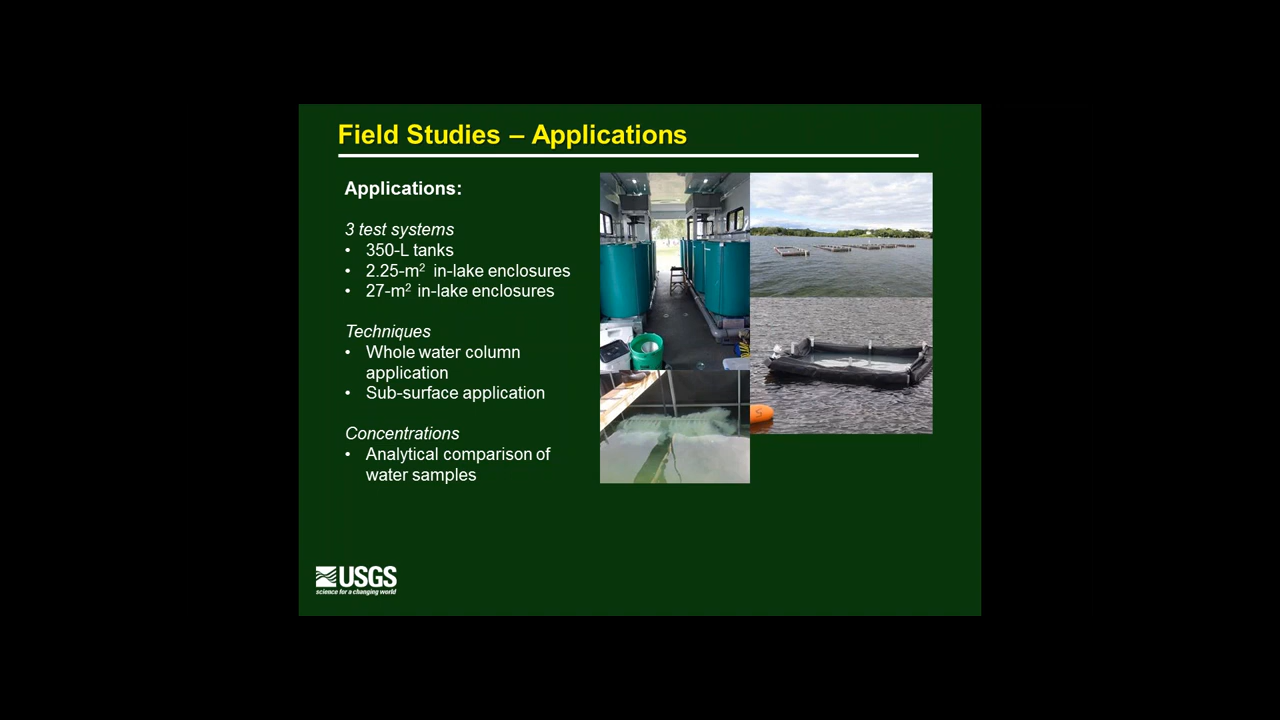 Field Studies – Applications
Applications:
3 test systems
• 350-L tanks
• 2.25-m² in-lake enclosures
• 27-m² in-lake enclosures
Techniques
• Whole water column
application
• Sub-surface application
Concentrations
• Analytical comparison of
water samples
USGS
science for a changing world